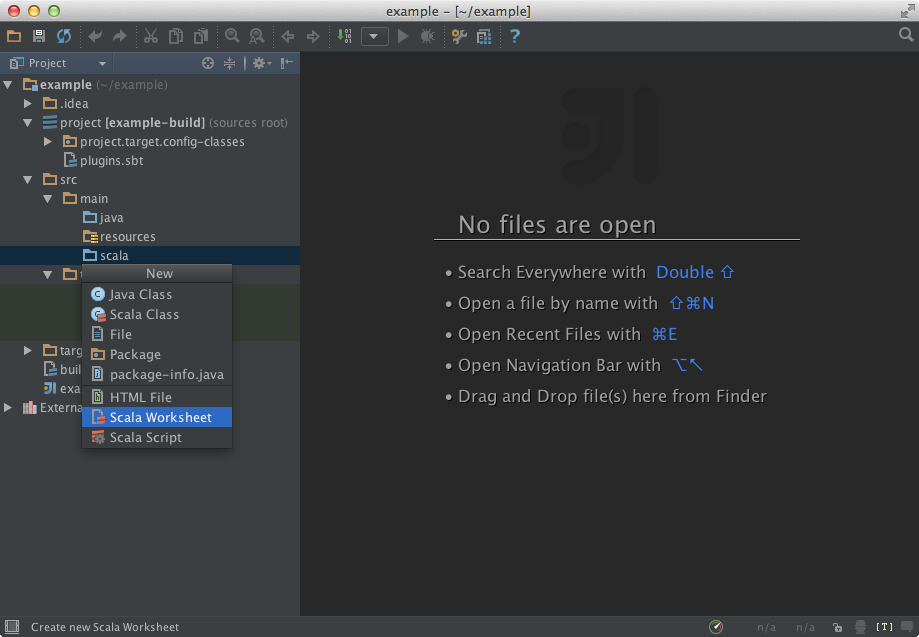 example – [~/example]
Project
example (~/example)
.idea
project [example-build] (sources root)
project.target.config-classes
plugins.sbt
src
main
java
resources
scala
New
Java Class
Scala Class
File
Package
package-info.java
HTML File
Scala Worksheet
Scala Script
targ
buil
exa
Externa
No files are open
• Search Everywhere with Double ⇧
• Open a file by name with ⇧⌘N
• Open Recent Files with ⌘E
• Open Navigation Bar with ⌥↖
• Drag and Drop file(s) here from Finder
Create new Scala Worksheet
n/a n/a [T]